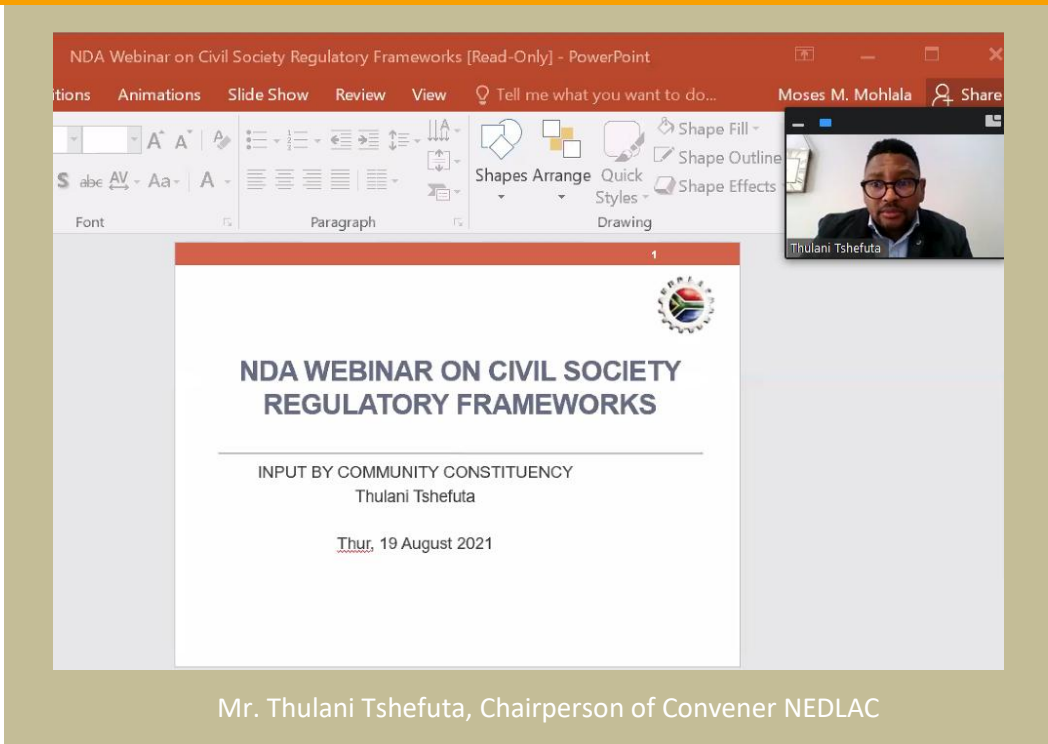 NDA Webinar on Civil Society Regulatory Frameworks [Read-Only] - PowerPoint
itions Animations Slide Show Review View Tell me what you want to do... Moses M. Mohlala Share
A A Shape Fill
S abc AV Aa A Shapes Arrange Quick Styles Shape Outline
Shape Effects
Font Paragraph Drawing
Thulani Tshefuta
1
NDA WEBINAR ON CIVIL SOCIETY
REGULATORY FRAMEWORKS
INPUT BY COMMUNITY CONSTITUENCY
Thulani Tshefuta
Thur, 19 August 2021
Mr. Thulani Tshefuta, Chairperson of Convener NEDLAC